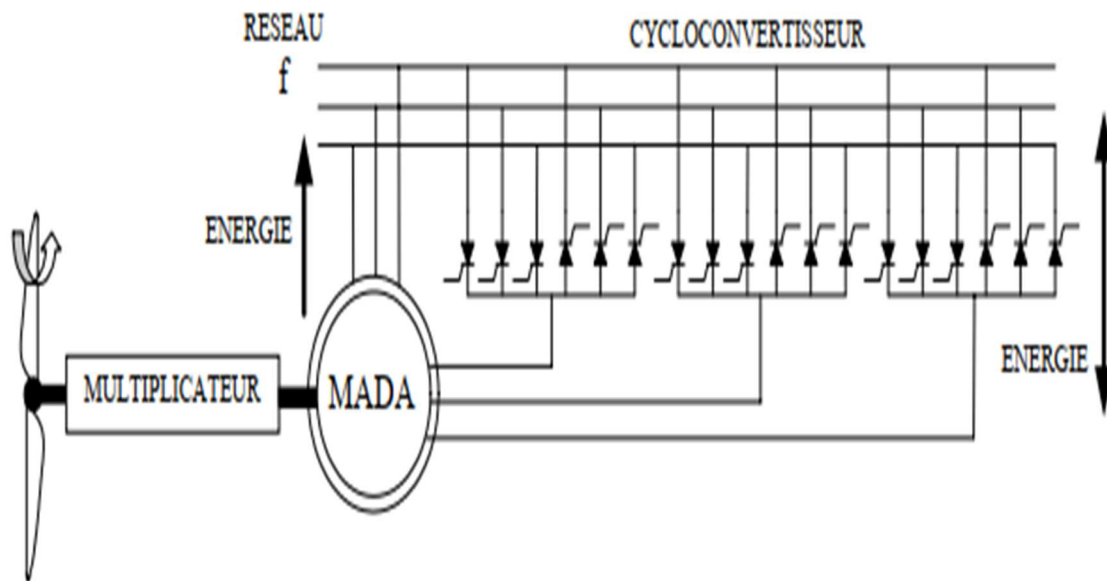 RESEAU
f
CYCLOCONVERTISSEUR
ENERGIE
ENERGIE
MULTIPLICATEUR
MADA